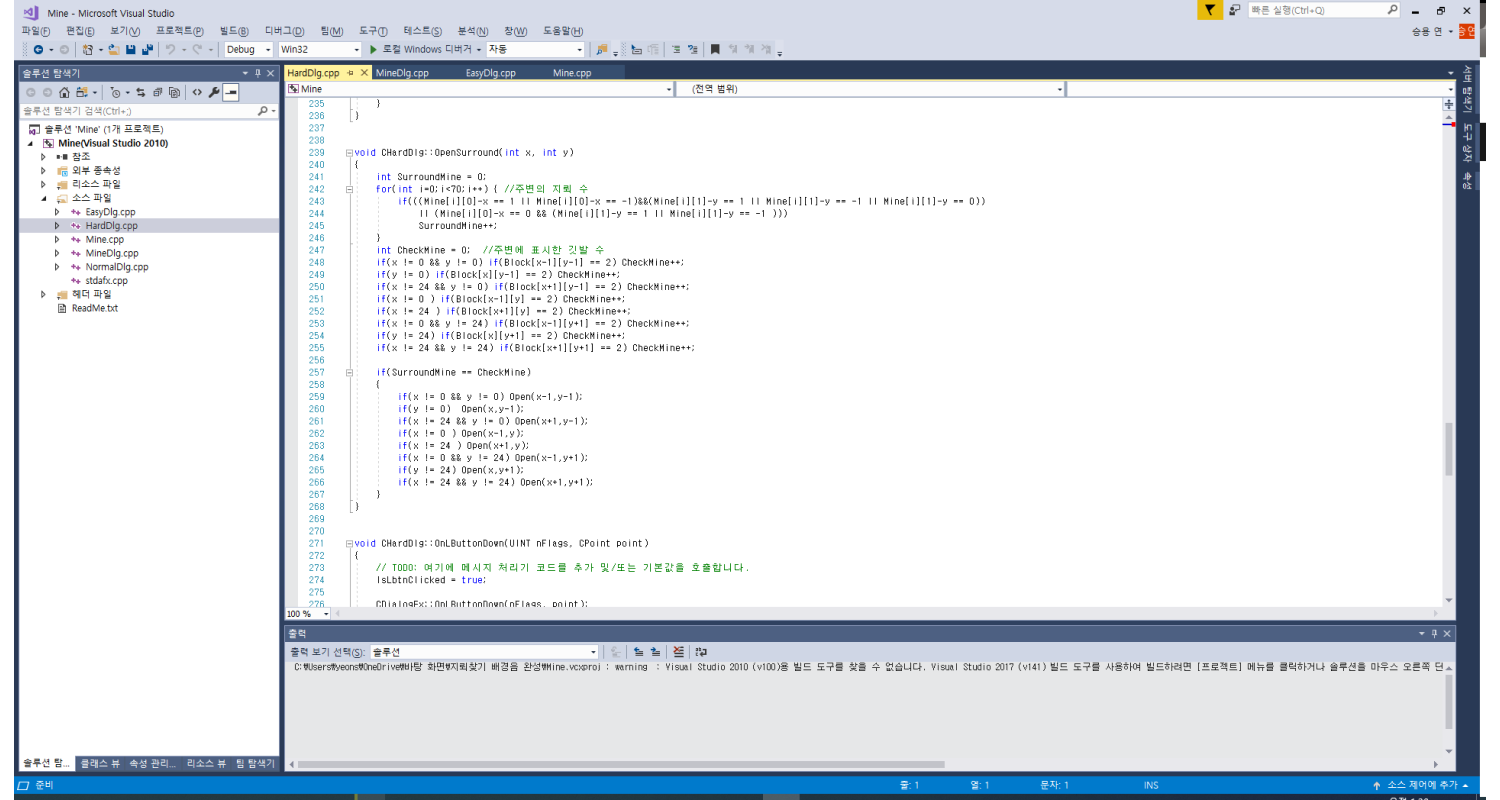 Mine - Microsoft Visual Studio
빠른 실행(Ctrl+Q)
파일(F) 편집(E) 보기(V) 프로젝트(P) 빌드(B) 디버그(D) 팀(M) 도구(T) 테스트(S) 분석(N) 창(W) 도움말(H)
승용 연
Debug Win32 로컬 Windows 디버거 자동
솔루션 탐색기
솔루션 탐색기 검색(Ctrl+;)
솔루션 'Mine' (1개 프로젝트)
Mine(Visual Studio 2010)
참조
외부 종속성
리소스 파일
소스 파일
EasyDlg.cpp
HardDlg.cpp
Mine.cpp
MineDlg.cpp
NormalDlg.cpp
stdafx.cpp
헤더 파일
ReadMe.txt
솔루션 탐... 클래스 뷰 속성 관리... 리소스 뷰 팀 탐색기
HardDlg.cpp MineDlg.cpp EasyDlg.cpp Mine.cpp
Mine (전역 범위)
235 }
236 }
237
238
239 void CHardDlg::OpenSurround(int x, int y)
240 {
241 int SurroundMine = 0;
242 for(int i=0;i<70;i++) { //주변의 지뢰 수
243 if(((Mine[i][0]-x == 1 || Mine[i][0]-x == -1)&&(Mine[i][1]-y == 1 || Mine[i][1]-y == -1 || Mine[i][1]-y == 0))
244 || (Mine[i][0]-x == 0 && (Mine[i][1]-y == 1 || Mine[i][1]-y == -1 )))
245 SurroundMine++;
246 }
247 int CheckMine = 0; //주변에 표시한 깃발 수
248 if(x != 0 && y != 0) if(Block[x-1][y-1] == 2) CheckMine++;
249 if(y != 0) if(Block[x][y-1] == 2) CheckMine++;
250 if(x != 24 && y != 0) if(Block[x+1][y-1] == 2) CheckMine++;
251 if(x != 0 ) if(Block[x-1][y] == 2) CheckMine++;
252 if(x != 24 ) if(Block[x+1][y] == 2) CheckMine++;
253 if(x != 0 && y != 24) if(Block[x-1][y+1] == 2) CheckMine++;
254 if(y != 24) if(Block[x][y+1] == 2) CheckMine++;
255 if(x != 24 && y != 24) if(Block[x+1][y+1] == 2) CheckMine++;
256
257 if(SurroundMine == CheckMine)
258 {
259 if(x != 0 && y != 0) Open(x-1,y-1);
260 if(y != 0) Open(x,y-1);
261 if(x != 24 && y != 0) Open(x+1,y-1);
262 if(x != 0 ) Open(x-1,y);
263 if(x != 24 ) Open(x+1,y);
264 if(x != 0 && y != 24) Open(x-1,y+1);
265 if(y != 24) Open(x,y+1);
266 if(x != 24 && y != 24) Open(x+1,y+1);
267 }
268 }
269
270
271 void CHardDlg::OnLButtonDown(UINT nFlags, CPoint point)
272 {
273 // TODO: 여기에 메시지 처리기 코드를 추가 및/또는 기본값을 호출합니다.
274 IsLbtnClicked = true;
275
276 CDialogEx::OnLButtonDown(nFlags, point);
100 %
서버 탐색기 도구 상자 속성
출력
출력 보기 선택(S): 솔루션
C:\Users\yeons\OneDrive\바탕 화면\지뢰찾기 배경음 완성\Mine.vcxproj : warning : Visual Studio 2010 (v100)용 빌드 도구를 찾을 수 없습니다. Visual Studio 2017 (v141) 빌드 도구를 사용하여 빌드하려면 [프로젝트] 메뉴를 클릭하거나 솔루션을 마우스 오른쪽 단
준비 줄: 1 열: 1 문자: 1 INS 소스 제어에 추가